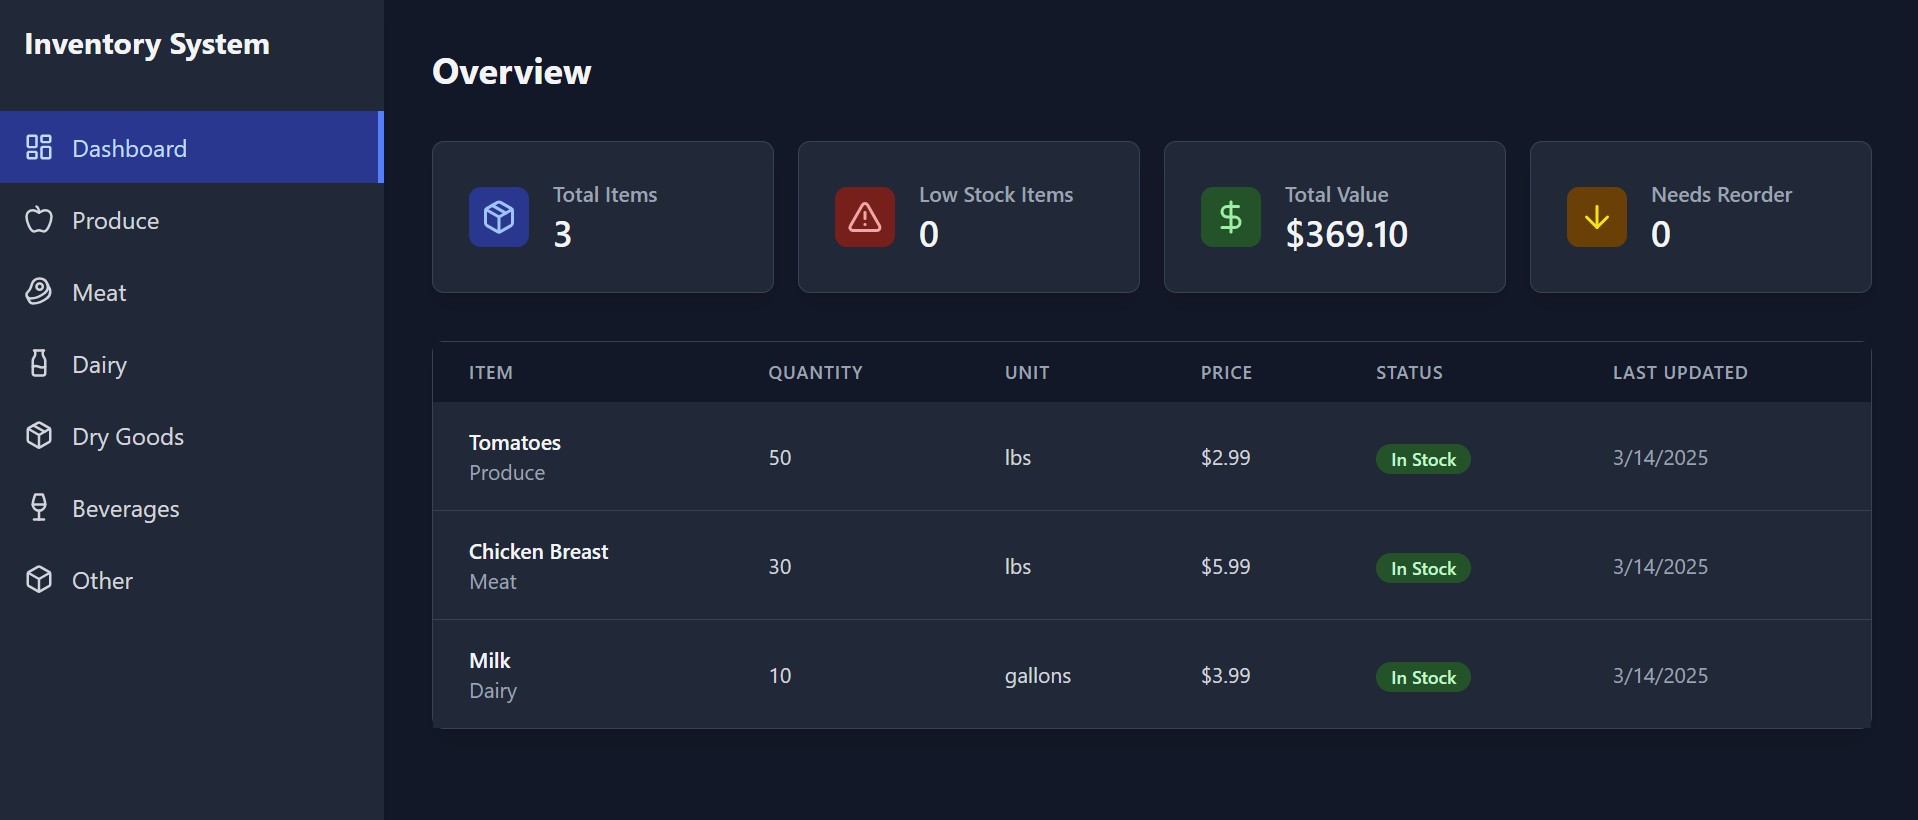 Inventory System
Dashboard
Produce
Meat
Dairy
Dry Goods
Beverages
Other
Overview
Total Items
3
Low Stock Items
0
Total Value
$369.10
Needs Reorder
0
ITEM QUANTITY UNIT PRICE STATUS LAST UPDATED
Tomatoes
Produce
50 lbs $2.99 In Stock 3/14/2025
Chicken Breast
Meat
30 lbs $5.99 In Stock 3/14/2025
Milk
Dairy
10 gallons $3.99 In Stock 3/14/2025